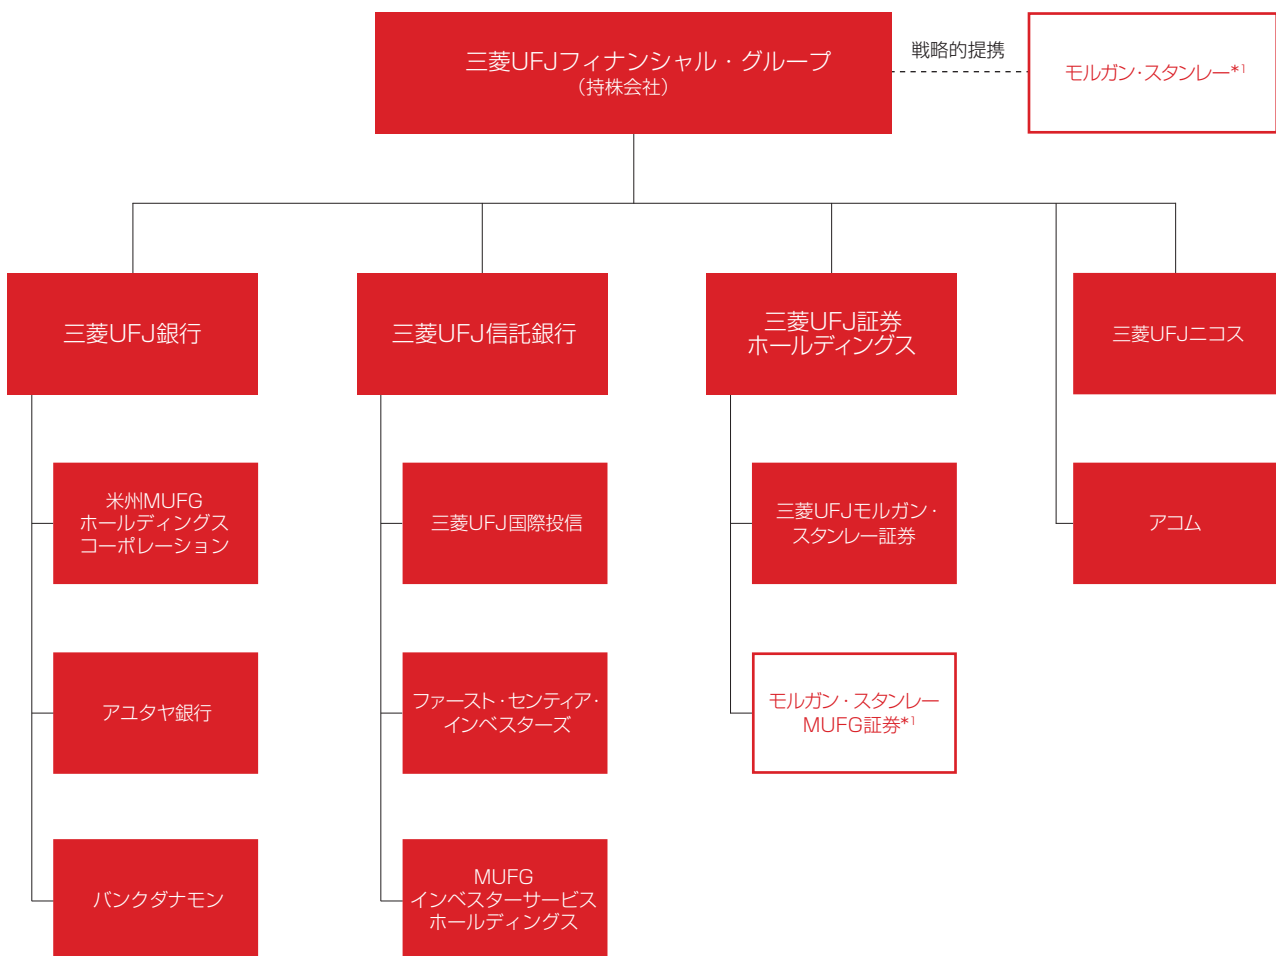 三菱UFJフィナンシャル・グループ
（持株会社）
戦略的提携
モルガン・スタンレー*1
三菱UFJ銀行
三菱UFJ信託銀行
三菱UFJ証券
ホールディングス
三菱UFJニコス
米州MUFG
ホールディングス
コーポレーション
三菱UFJ国際投信
三菱UFJモルガン・
スタンレー証券
アコム
アユタヤ銀行
ファースト・センティア・
インベスターズ
モルガン・スタンレー
MUFG証券*1
バンクダナモン
MUFG
インベスターサービス
ホールディングス